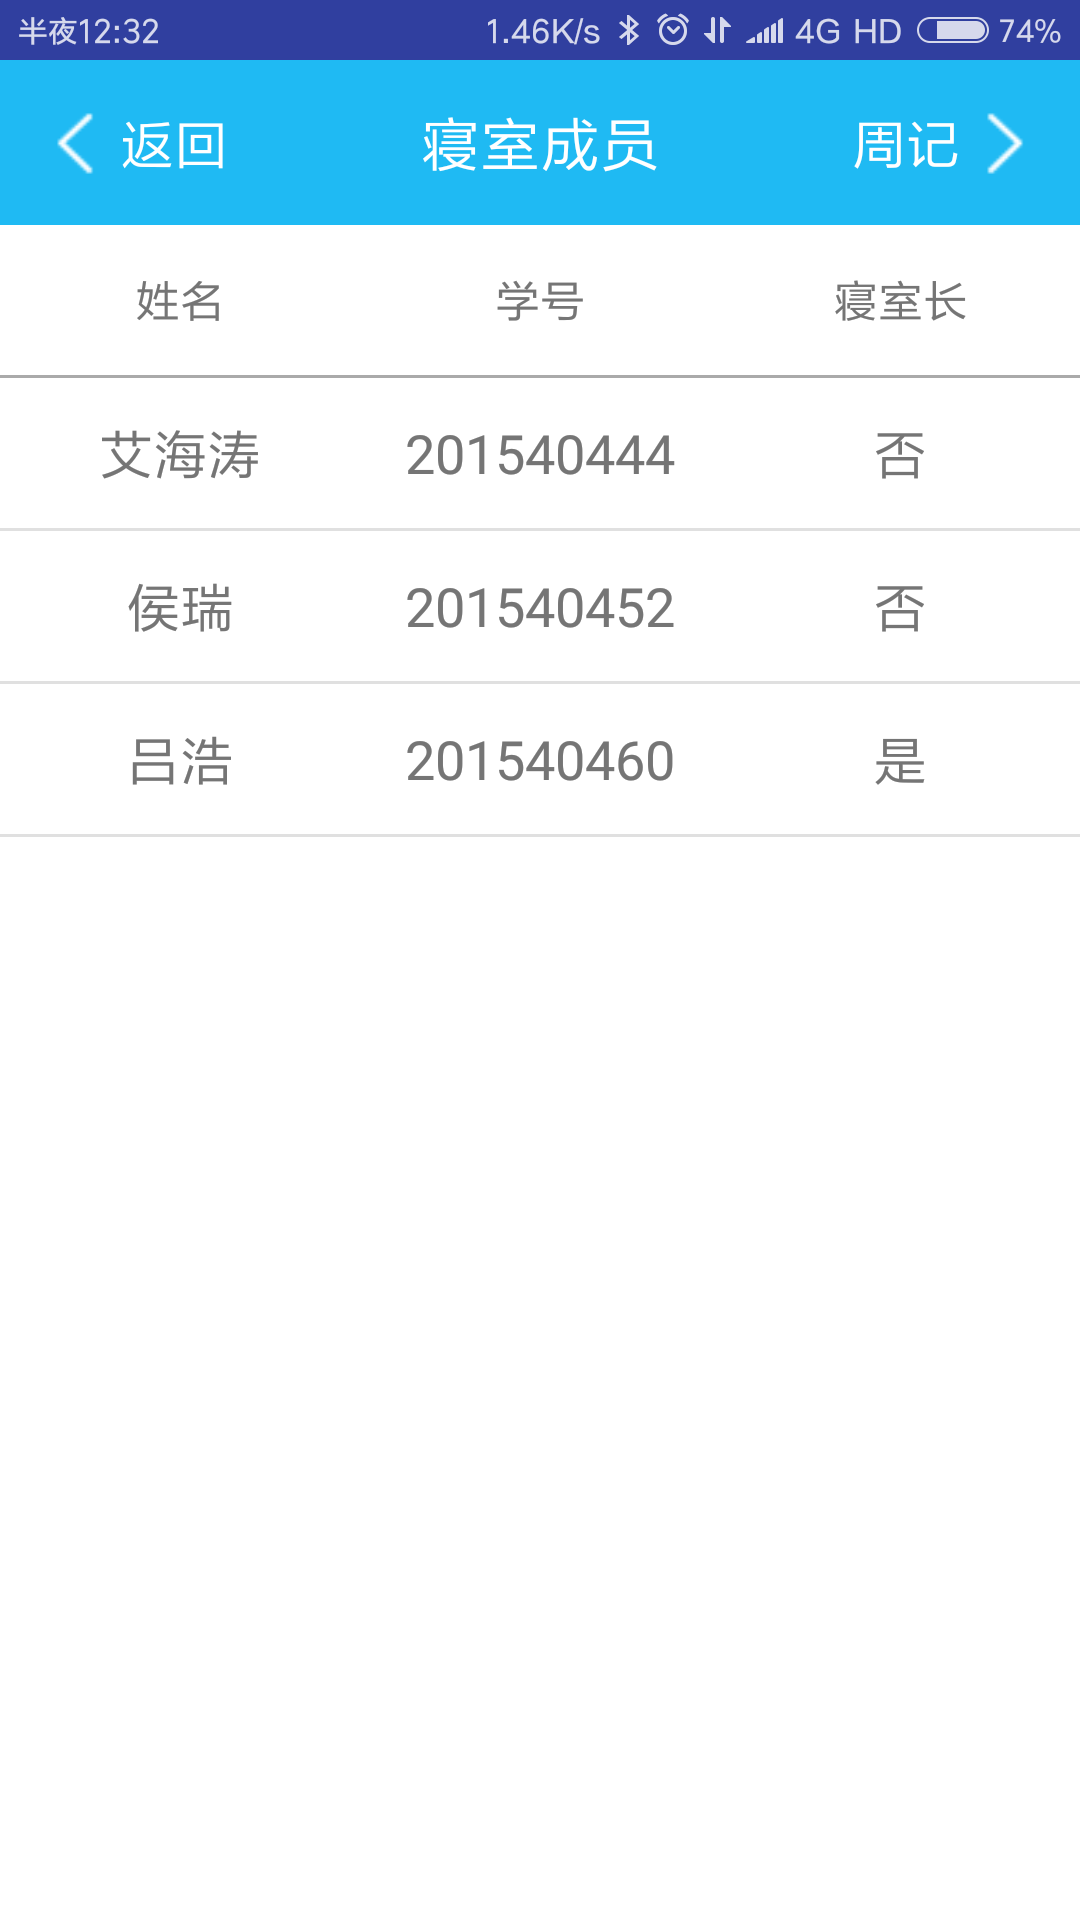 半夜12:32 1.46K/s 4G HD 74%
返回 寝室成员 周记
姓名 学号 寝室长
艾海涛 201540444 否
侯瑞 201540452 否
吕浩 201540460 是